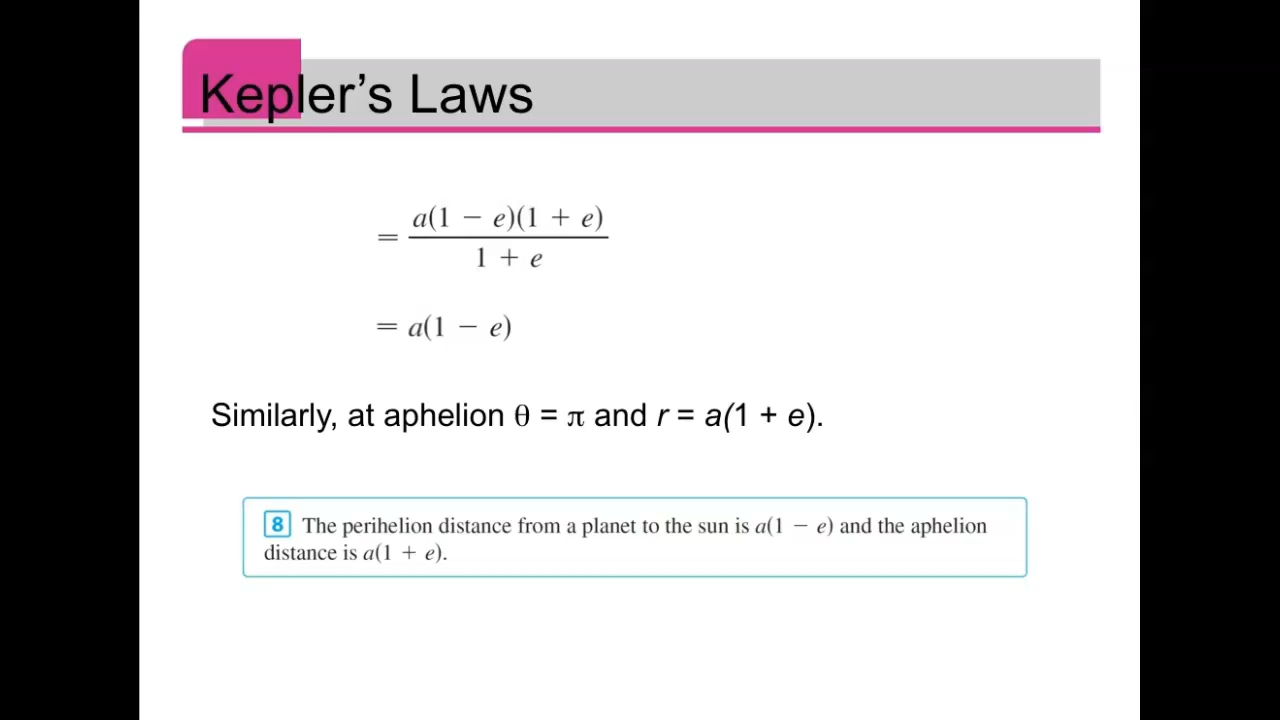 Kepler's Laws
= a(1 − e)(1 + e)
1 + e
= a(1 − e)
Similarly, at aphelion θ = π and r = a(1 + e).
8 The perihelion distance from a planet to the sun is a(1 − e) and the aphelion
distance is a(1 + e).